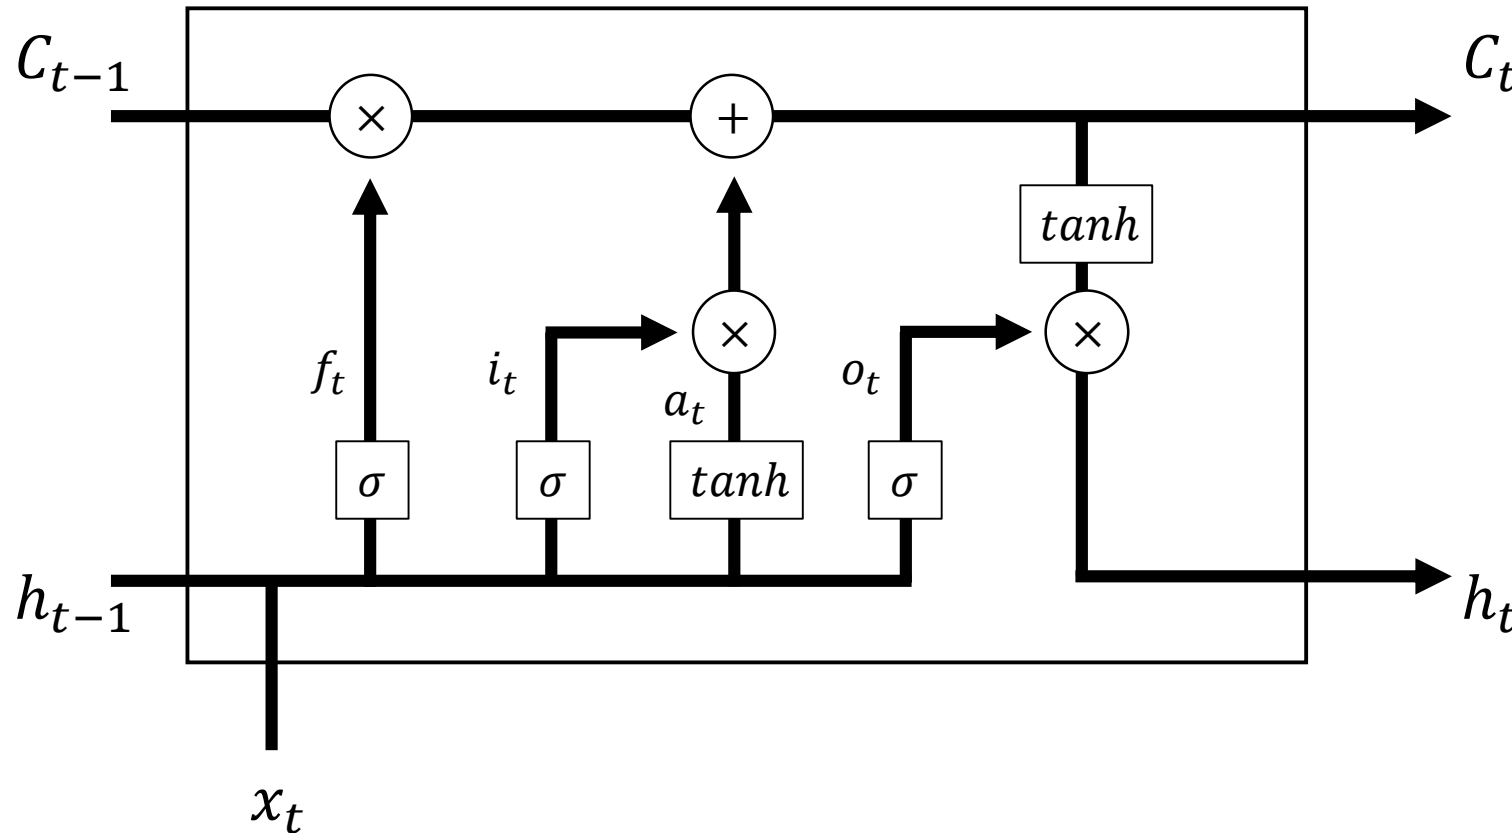 C_{t-1}
C_t
×
+
tanh
f_t
i_t
×
a_t
o_t
×
σ
σ
tanh
σ
h_{t-1}
h_t
x_t